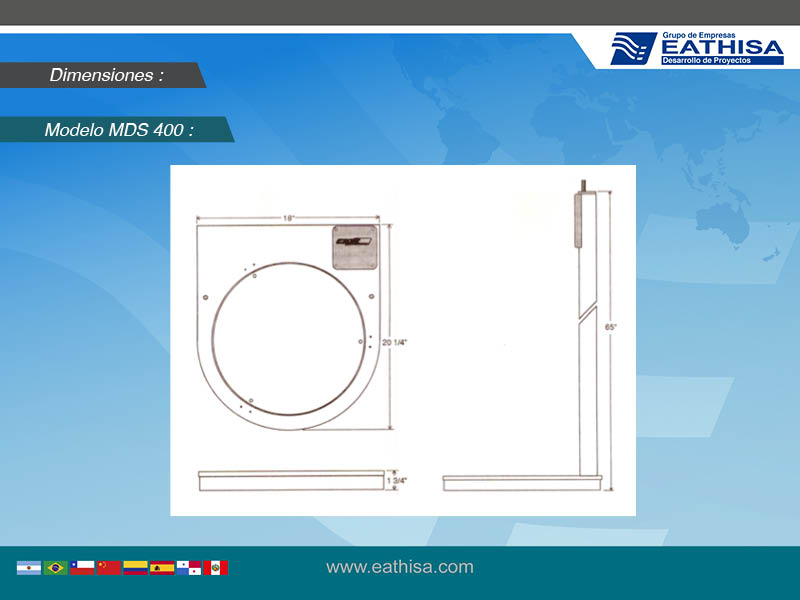 Grupo de Empresas
EATHISA
Desarrollo de Proyectos
Dimensiones :
Modelo MDS 400 :
18"
20 1/4"
65"
1 3/4"
www.eathisa.com